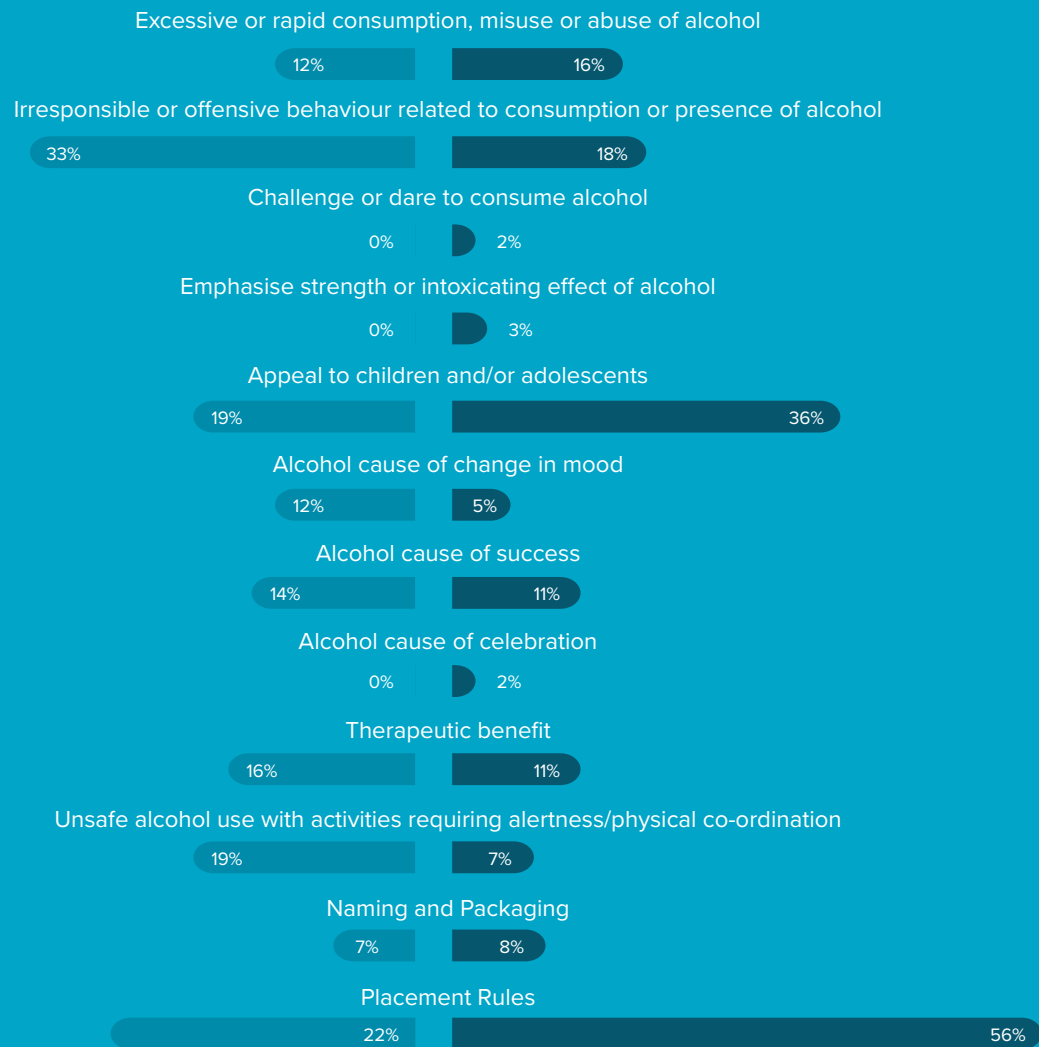 Excessive or rapid consumption, misuse or abuse of alcohol
12% 16%
Irresponsible or offensive behaviour related to consumption or presence of alcohol
33% 18%
Challenge or dare to consume alcohol
0% 2%
Emphasise strength or intoxicating effect of alcohol
0% 3%
Appeal to children and/or adolescents
19% 36%
Alcohol cause of change in mood
12% 5%
Alcohol cause of success
14% 11%
Alcohol cause of celebration
0% 2%
Therapeutic benefit
16% 11%
Unsafe alcohol use with activities requiring alertness/physical co-ordination
19% 7%
Naming and Packaging
7% 8%
Placement Rules
22% 56%